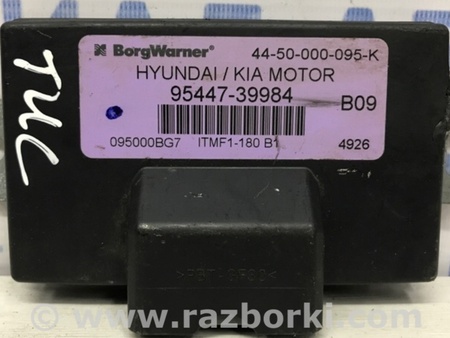 BorgWarner® 44-50-000-095-K
HYUNDAI / KIA MOTOR
95447-39984 B09
095000BG7 ITMF1-180 B1 4926
TUC
www.razborki.com